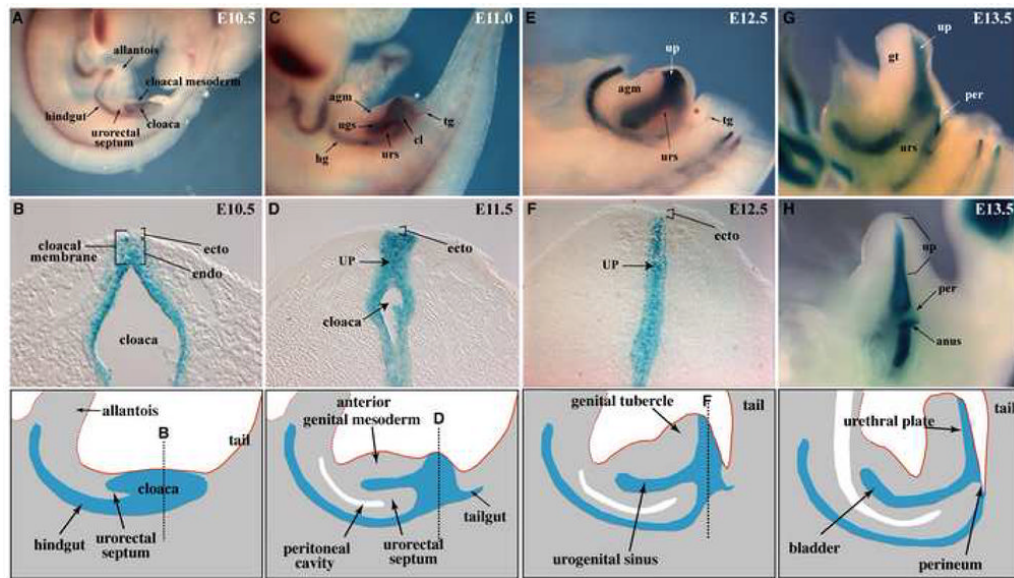 A
E10.5
allantois
cloacal mesoderm
hindgut
cloaca
urorectal
septum
C
E11.0
agm
ugs
tg
hg
cl
urs
E
E12.5
up
agm
tg
urs
G
E13.5
up
gt
per
urs
B
E10.5
cloacal
membrane
ecto
endo
cloaca
D
E11.5
ecto
UP
cloaca
F
E12.5
ecto
UP
H
E13.5
up
per
anus
allantois
B
tail
cloaca
hindgut
urorectal
septum
anterior
genital mesoderm
D
tailgut
peritoneal
cavity
urorectal
septum
genital tubercle
F
urogenital sinus
tail
urethral plate
bladder
perineum